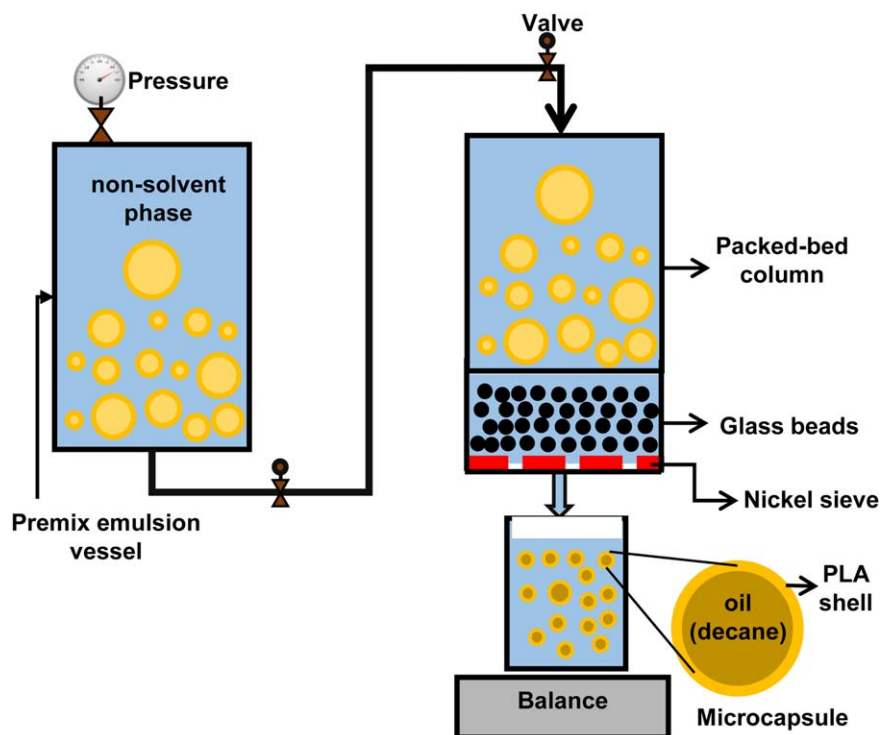 Valve
Pressure
non-solvent
phase
Packed-bed
column
Glass beads
Nickel sieve
Premix emulsion
vessel
PLA
shell
oil
(decane)
Balance
Microcapsule